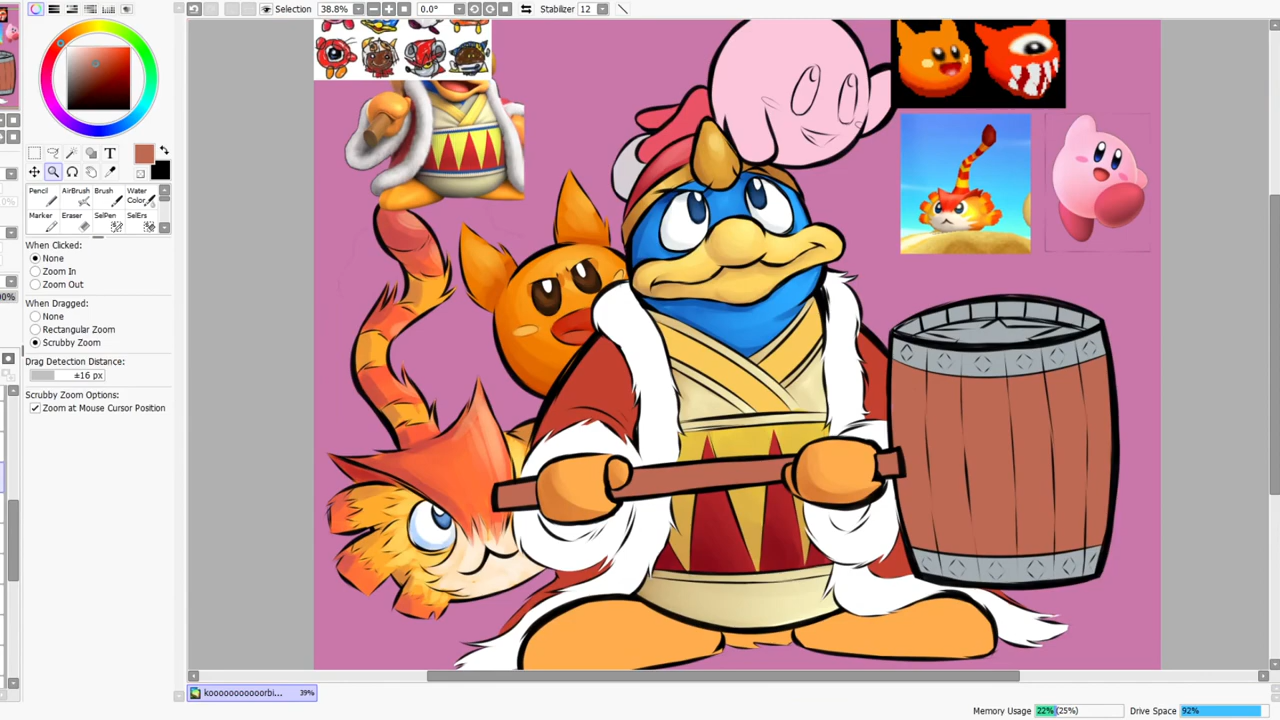 Selection 38.8% 0.0° Stabilizer 12
T
Pencil AirBrush Brush Water
Color
Marker Eraser SelPen SelErs
When Clicked:
None
Zoom In
Zoom Out
When Dragged:
None
Rectangular Zoom
Scrubby Zoom
Drag Detection Distance:
±16 px
Scrubby Zoom Options:
Zoom at Mouse Cursor Position
koooooooooorbi... 39%
Memory Usage 22% (25%) Drive Space 92%